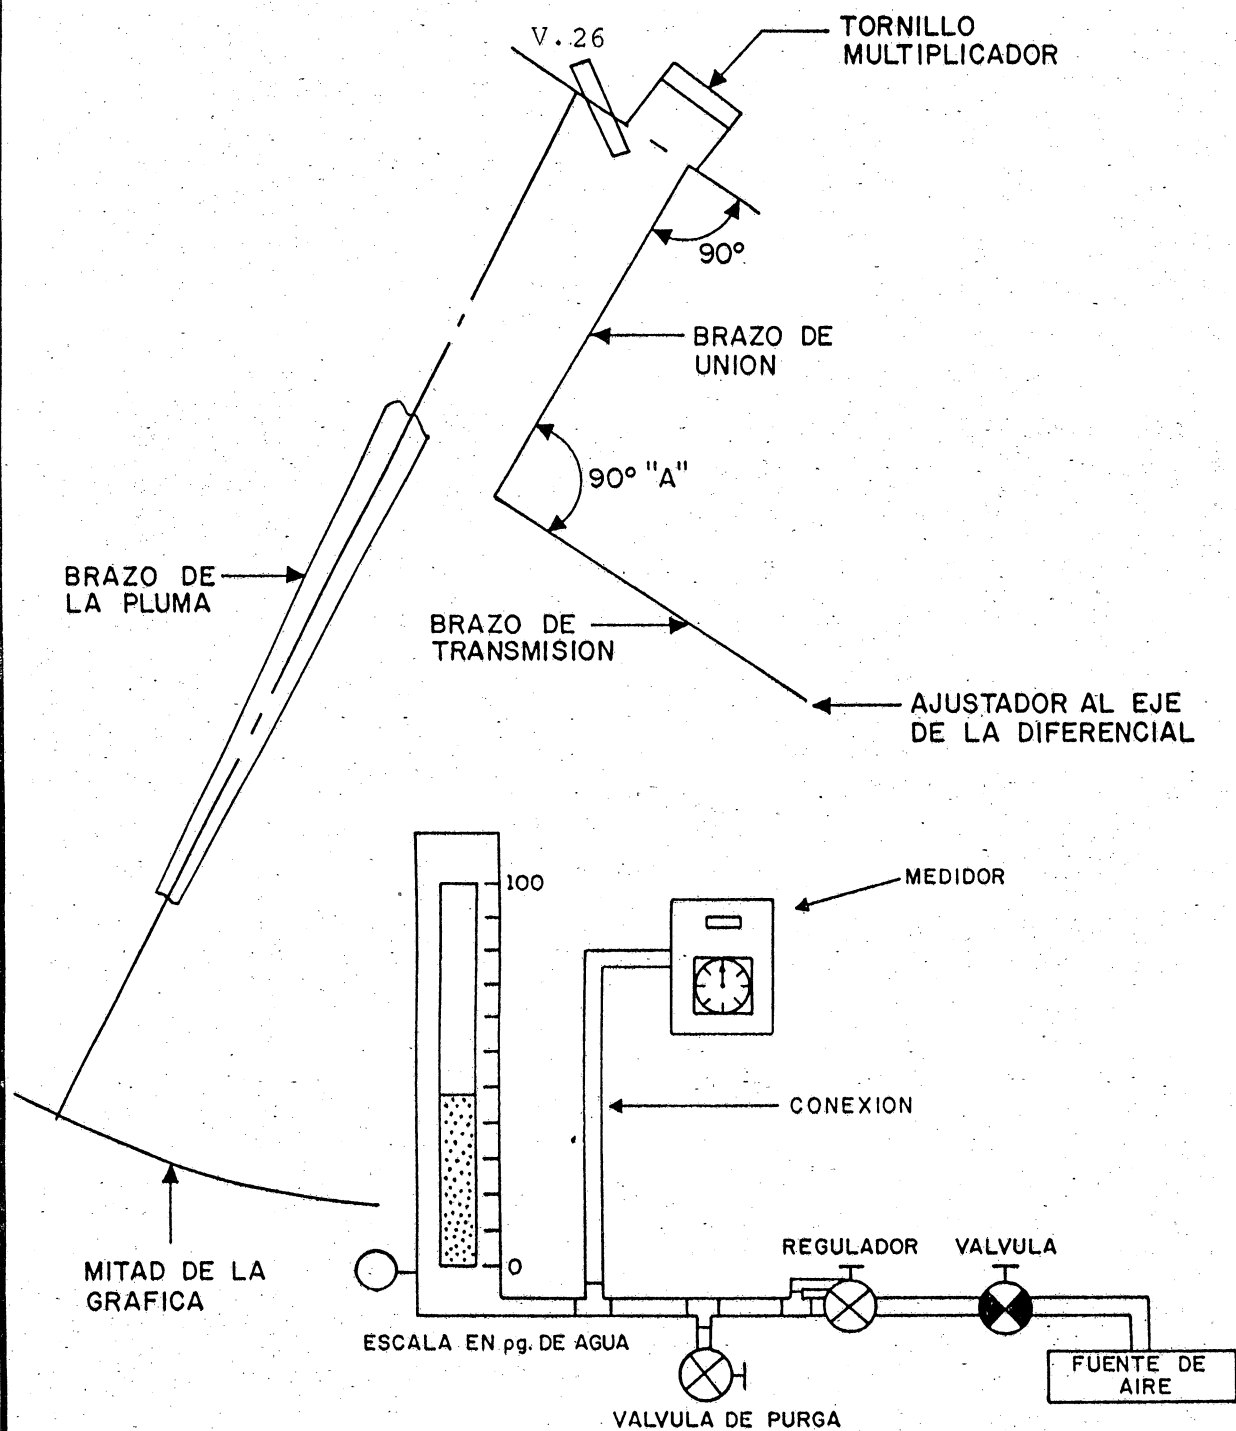 V.26
TORNILLO
MULTIPLICADOR
90°
BRAZO DE
UNION
90° "A"
BRAZO DE
LA PLUMA
BRAZO DE
TRANSMISION
AJUSTADOR AL EJE
DE LA DIFERENCIAL
100
MEDIDOR
CONEXION
MITAD DE LA
GRAFICA
0
REGULADOR
VALVULA
ESCALA EN pg. DE AGUA
FUENTE DE
AIRE
VALVULA DE PURGA